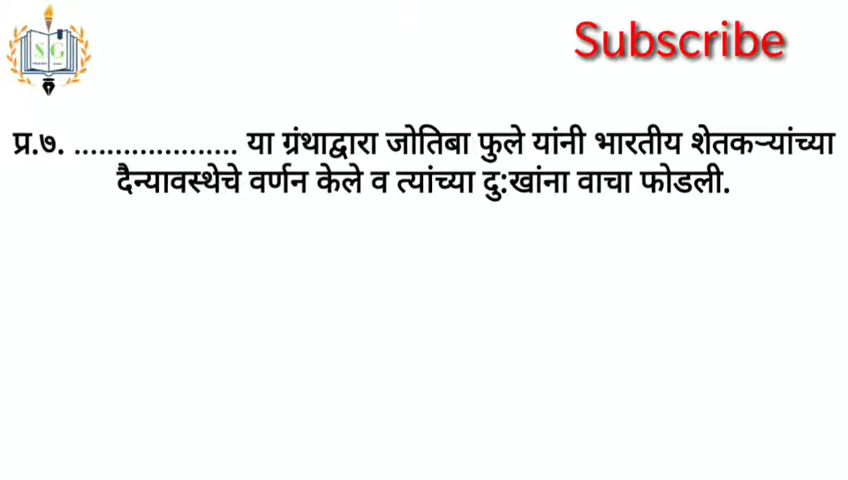 S G
Subscribe
प्र.७. .................... या ग्रंथाद्वारा जोतिबा फुले यांनी भारतीय शेतकऱ्यांच्या
दैन्यावस्थेचे वर्णन केले व त्यांच्या दु:खांना वाचा फोडली.